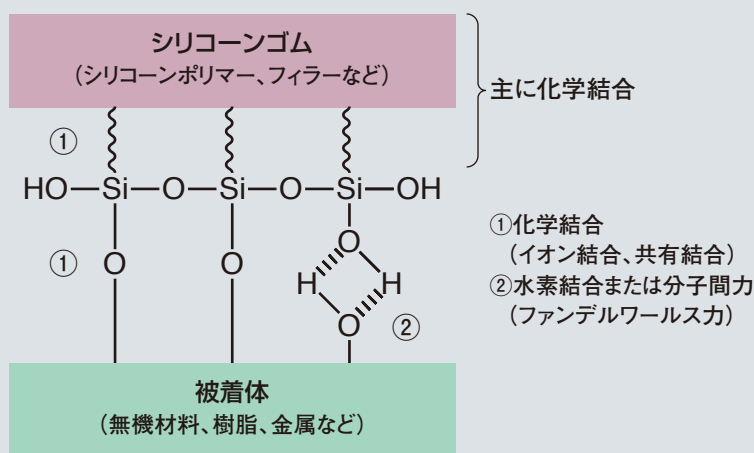 シリコーンゴム
（シリコーンポリマー、フィラーなど）
主に化学結合
①
HO Si O Si O Si OH
① O O O
H H
O ②
①化学結合
（イオン結合、共有結合）
②水素結合または分子間力
（ファンデルワールス力）
被着体
（無機材料、樹脂、金属など）